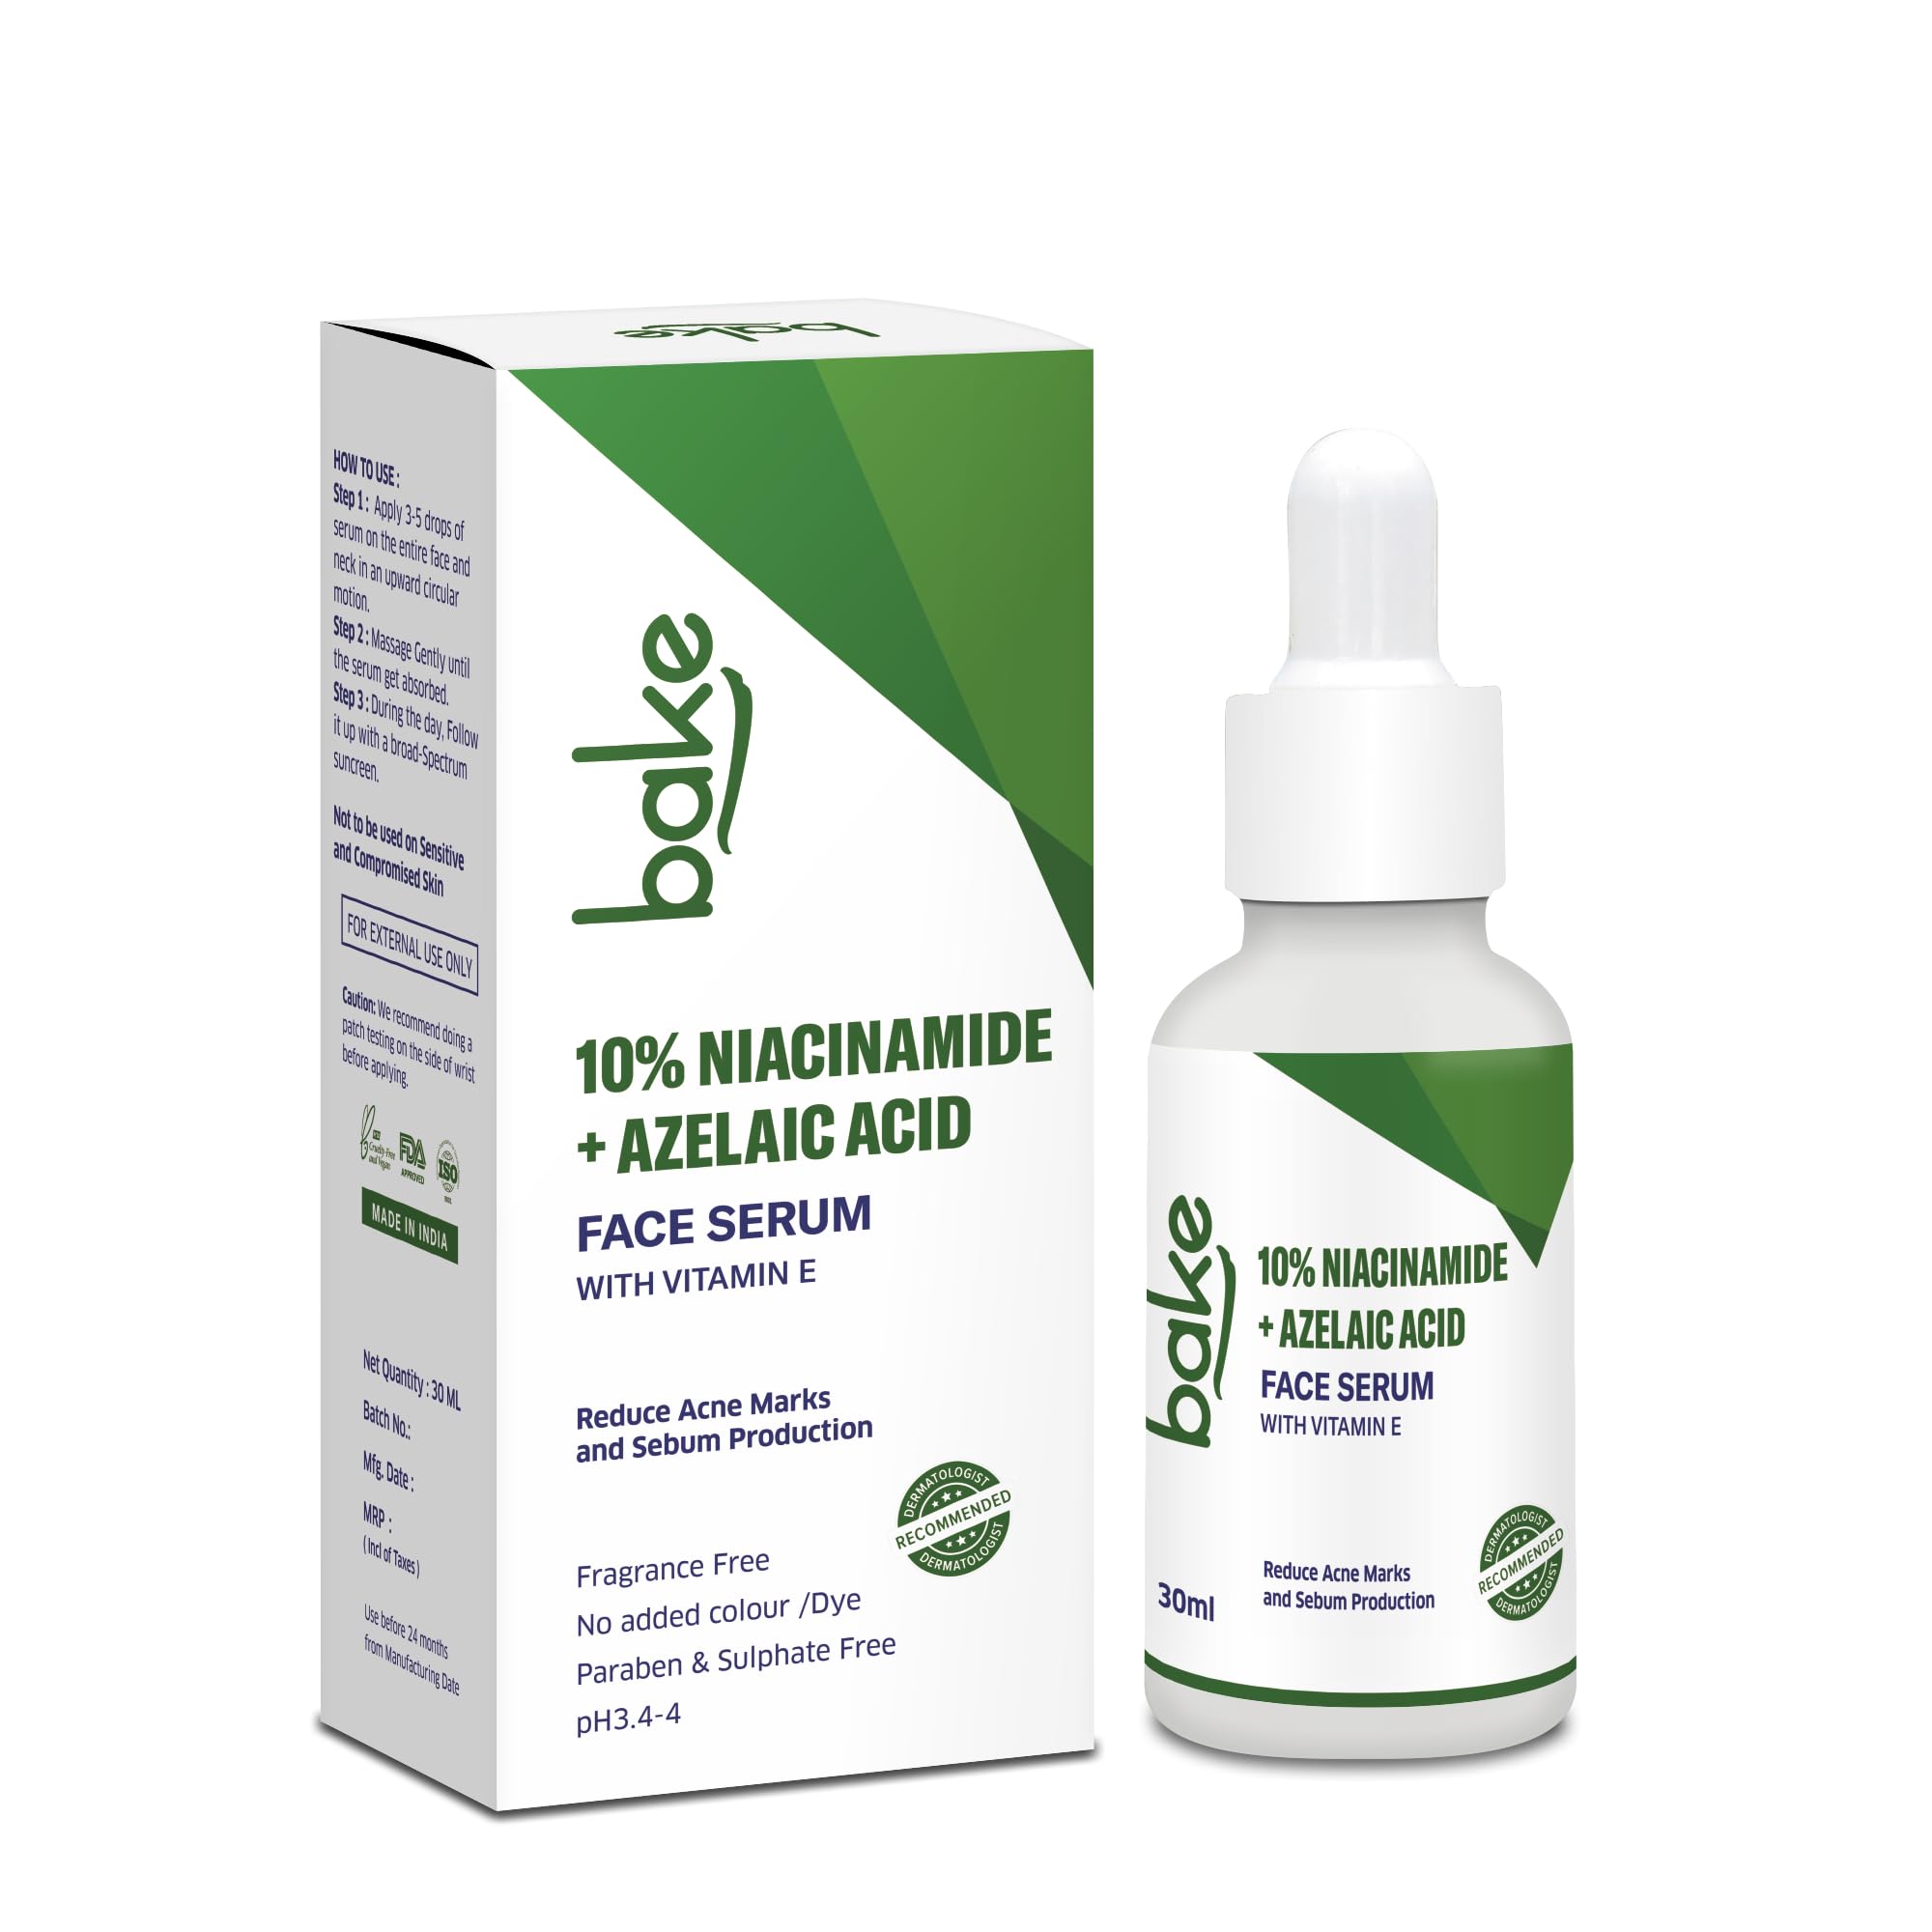 bake
HOW TO USE :
Step 1 : Apply 3-5 drops of
serum on the entire face and
neck in an upward circular
motion.
Step 2 : Massage Gently until
the serum get absorbed.
Step 3 : During the day, Follow
it up with a broad-Spectrum
suncreen.
Not to be used on Sensitive
and Compromised Skin
FOR EXTERNAL USE ONLY
Caution: We recommend doing a
patch testing on the side of wrist
before applying.
Cruelty-Free
and Vegan
FDA
APPROVED
ISO
MADE IN INDIA
Net Quantity : 30 ML
Batch No.:
Mfg. Date :
MRP :
( Incl of Taxes )
Use before 24 months
from Manufacturing Date
bake
10% NIACINAMIDE
+ AZELAIC ACID
FACE SERUM
WITH VITAMIN E
Reduce Acne Marks
and Sebum Production
DERMATOLOGIST
RECOMMENDED
DERMATOLOGIST
Fragrance Free
No added colour /Dye
Paraben & Sulphate Free
pH3.4-4
bake
10% NIACINAMIDE
+ AZELAIC ACID
FACE SERUM
WITH VITAMIN E
Reduce Acne Marks
and Sebum Production
30ml
DERMATOLOGIST
RECOMMENDED
DERMATOLOGIST